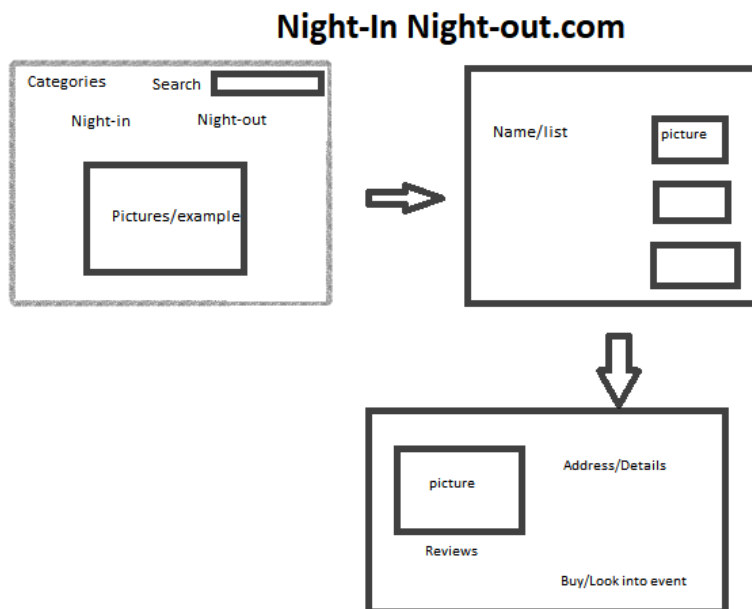 Night-In Night-out.com
Categories
Search
Night-in
Night-out
Pictures/example
Name/list
picture
picture
Address/Details
Reviews
Buy/Look into event